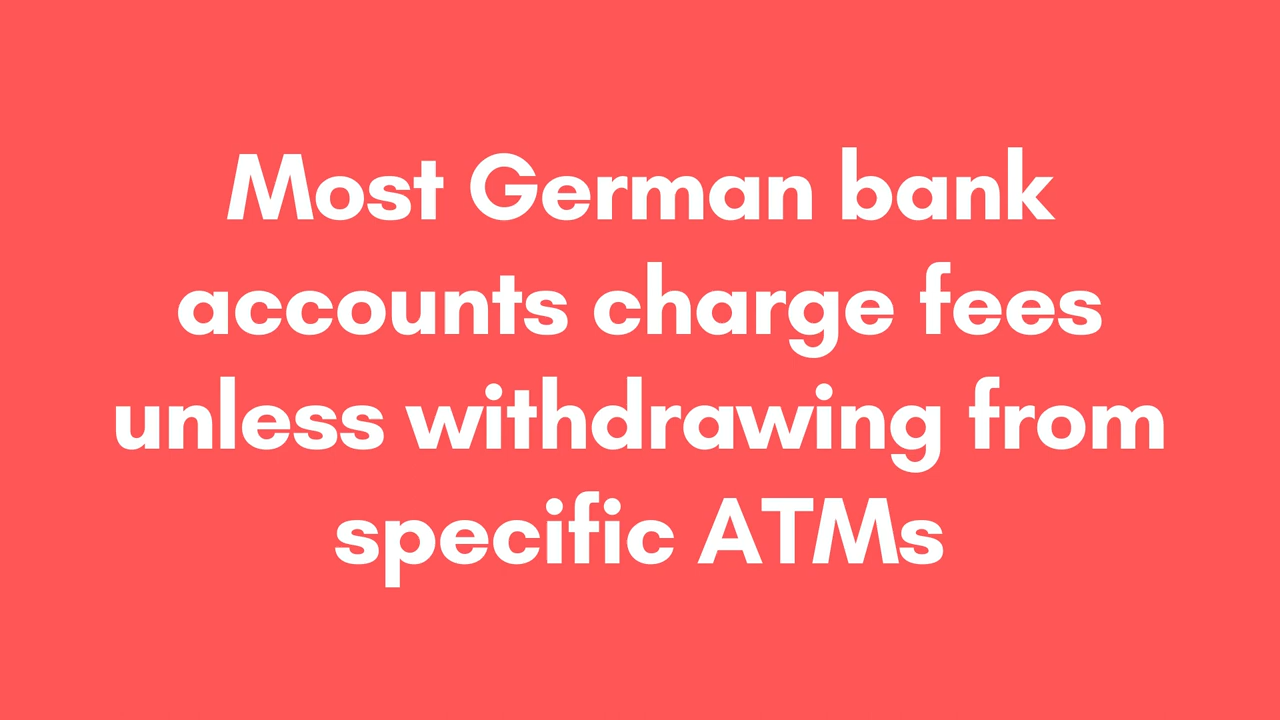 Most German bank
accounts charge fees
unless withdrawing from
specific ATMs